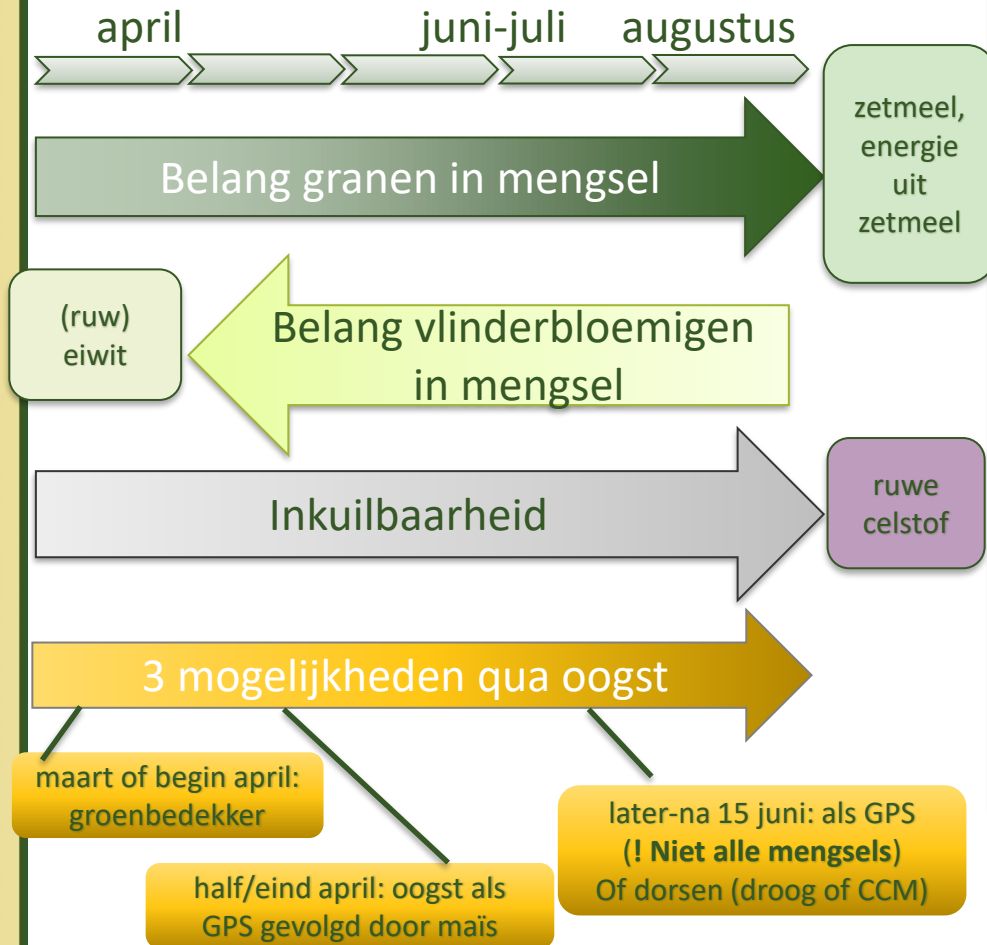 april juni-juli augustus
zetmeel,
energie
uit
zetmeel
Belang granen in mengsel
(ruw)
eiwit
Belang vlinderbloemigen
in mengsel
Inkuilbaarheid
ruwe
celstof
3 mogelijkheden qua oogst
maart of begin april:
groenbedekker
half/eind april: oogst als
GPS gevolgd door maïs
later-na 15 juni: als GPS
(! Niet alle mengsels)
Of dorsen (droog of CCM)